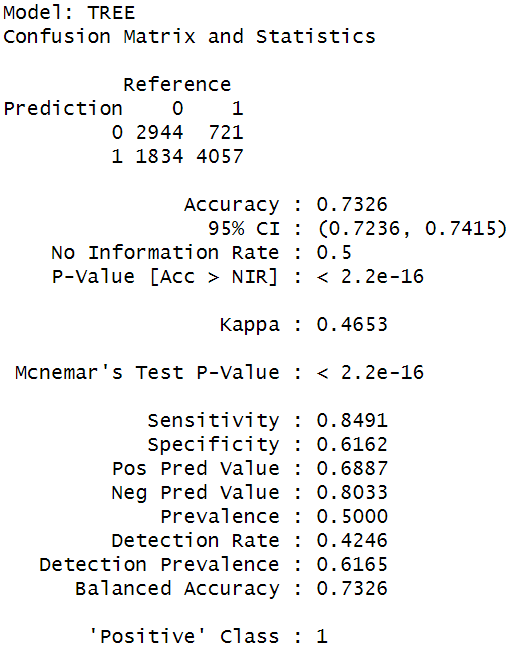 Model: TREE
Confusion Matrix and Statistics
Reference
Prediction 0 1
0 2944 721
1 1834 4057
Accuracy : 0.7326
95% CI : (0.7236, 0.7415)
No Information Rate : 0.5
P-Value [Acc > NIR] : < 2.2e-16
Kappa : 0.4653
Mcnemar's Test P-Value : < 2.2e-16
Sensitivity : 0.8491
Specificity : 0.6162
Pos Pred Value : 0.6887
Neg Pred Value : 0.8033
Prevalence : 0.5000
Detection Rate : 0.4246
Detection Prevalence : 0.6165
Balanced Accuracy : 0.7326
'Positive' Class : 1